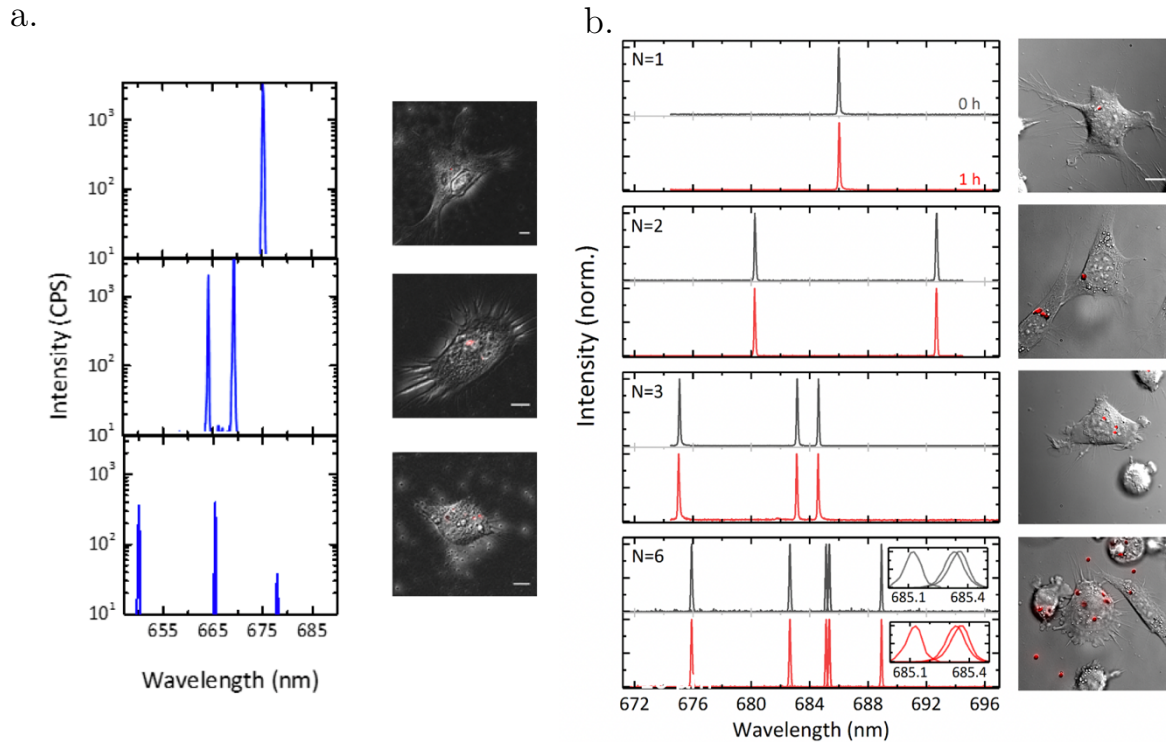 a.
10³
10²
10¹
10³
10²
10¹
10³
10²
10¹
Intensity (CPS)
655 665 675 685
Wavelength (nm)
b.
N=1
0 h
1 h
N=2
N=3
N=6
685.1 685.4
685.1 685.4
Intensity (norm.)
672 676 680 684 688 692 696
Wavelength (nm)